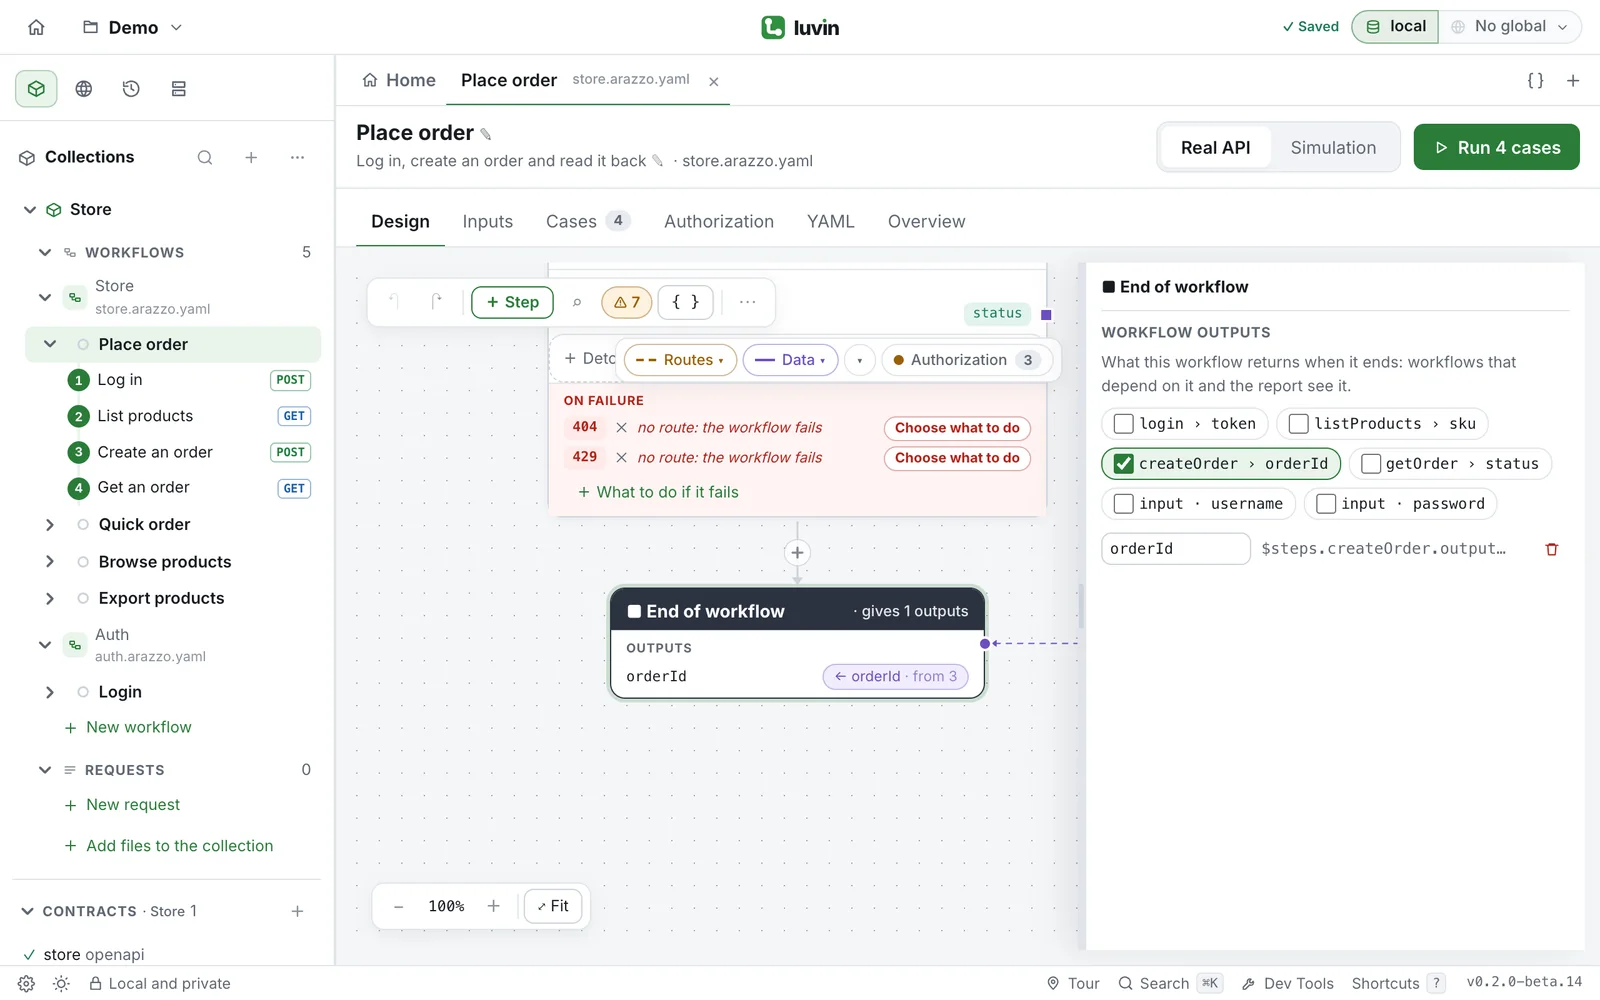 Demo
luvin
Saved
local
No global
Home
Place order store.arazzo.yaml
Collections
Place order
Log in, create an order and read it back · store.arazzo.yaml
Real API
Simulation
Run 4 cases
Store
WORKFLOWS 5
Store
store.arazzo.yaml
Place order
1 Log in POST
2 List products GET
3 Create an order POST
4 Get an order GET
Quick order
Browse products
Export products
Auth
auth.arazzo.yaml
Login
+ New workflow
REQUESTS 0
+ New request
+ Add files to the collection
CONTRACTS · Store 1
store openapi
Design
Inputs
Cases 4
Authorization
YAML
Overview
+ Step
7
{ }
...
status
+ Detc
Routes
Data
Authorization 3
ON FAILURE
404 × no route: the workflow fails Choose what to do
429 × no route: the workflow fails Choose what to do
+ What to do if it fails
End of workflow · gives 1 outputs
OUTPUTS
orderId ← orderId · from 3
− 100% + Fit
End of workflow
WORKFLOW OUTPUTS
What this workflow returns when it ends: workflows that
depend on it and the report see it.
login › token listProducts › sku
createOrder › orderId getOrder › status
input · username input · password
orderId $steps.createOrder.output…
Local and private
Tour
Search ⌘K
Dev Tools
Shortcuts ?
v0.2.0-beta.14